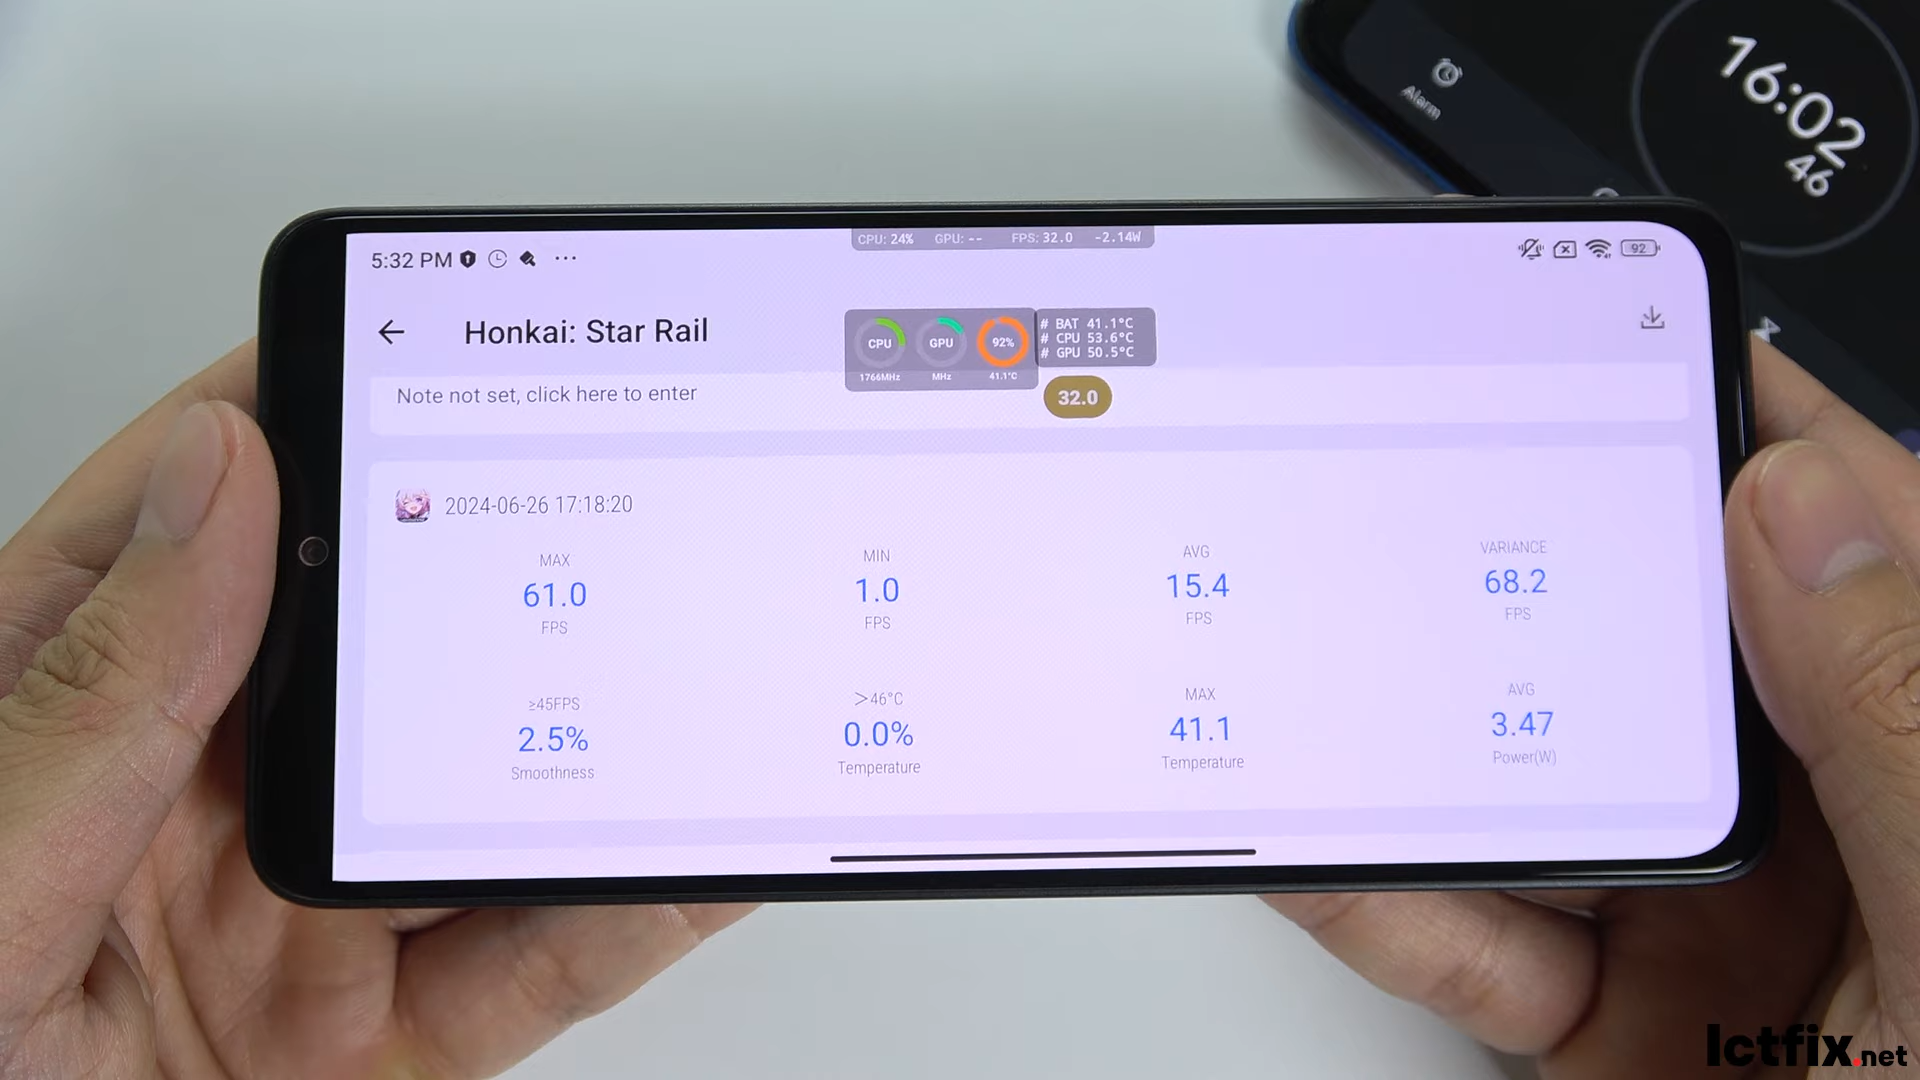 Alarm
16:02
46
CPU: 24% GPU: -- FPS: 32.0 -2.14W
5:32 PM ···
92
Honkai: Star Rail
CPU GPU 92%
1766MHz MHz 41.1°C
# BAT 41.1°C
# CPU 53.6°C
# GPU 50.5°C
Note not set, click here to enter
32.0
2024-06-26 17:18:20
MAX MIN AVG VARIANCE
61.0 1.0 15.4 68.2
FPS FPS FPS FPS
≥45FPS >46°C MAX AVG
2.5% 0.0% 41.1 3.47
Smoothness Temperature Temperature Power(W)
Ictfix.net